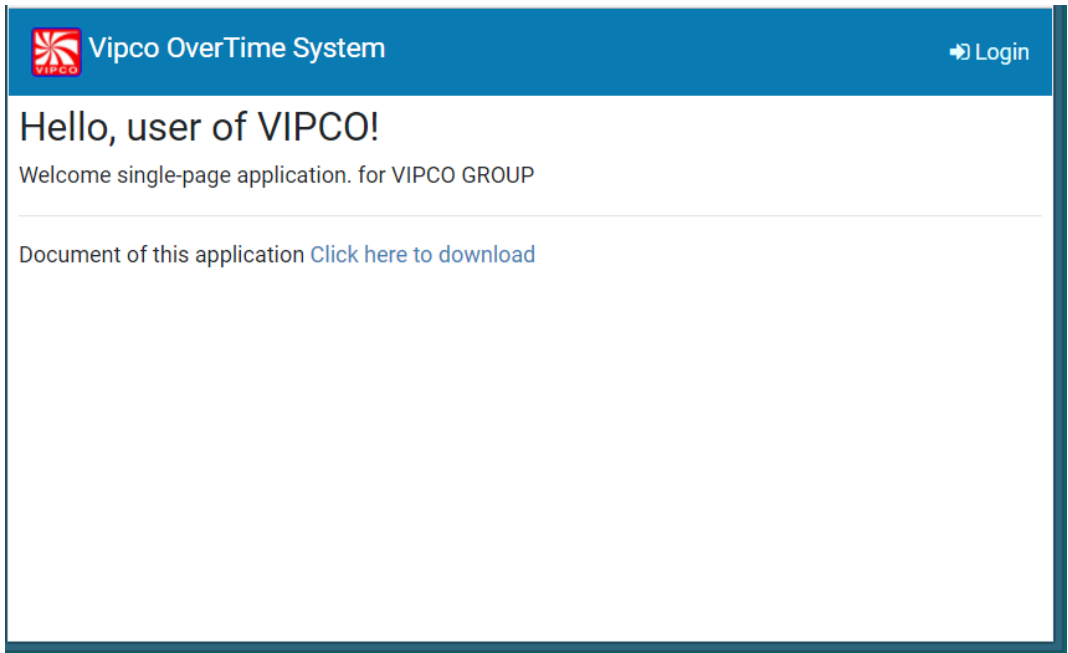 VIPCO
Vipco OverTime System
Login
Hello, user of VIPCO!
Welcome single-page application. for VIPCO GROUP
Document of this application Click here to download